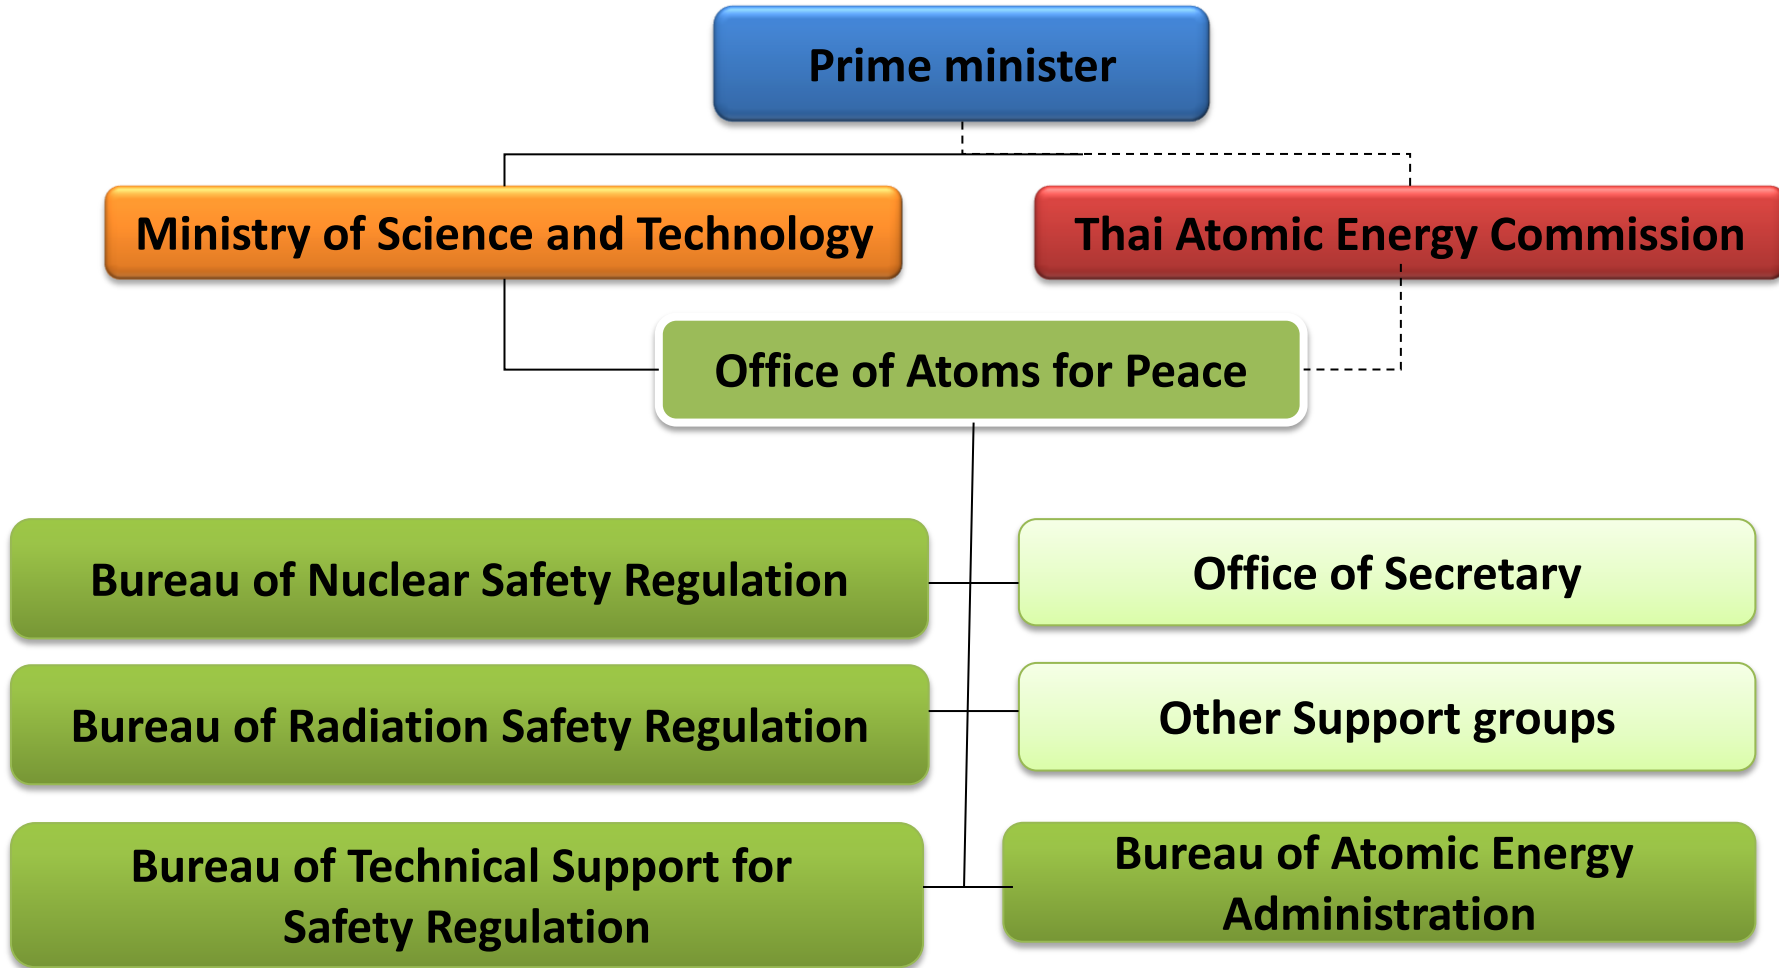 Prime minister
Ministry of Science and Technology
Thai Atomic Energy Commission
Office of Atoms for Peace
Bureau of Nuclear Safety Regulation
Office of Secretary
Bureau of Radiation Safety Regulation
Other Support groups
Bureau of Technical Support for
Safety Regulation
Bureau of Atomic Energy
Administration